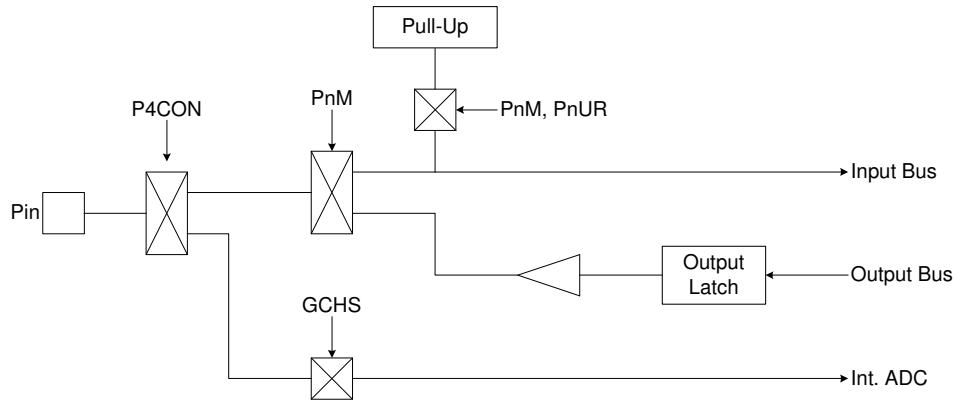 Pull-Up
P4CON
PnM
PnM, PnUR
Input Bus
Pin
Output
Latch
Output Bus
GCHS
Int. ADC